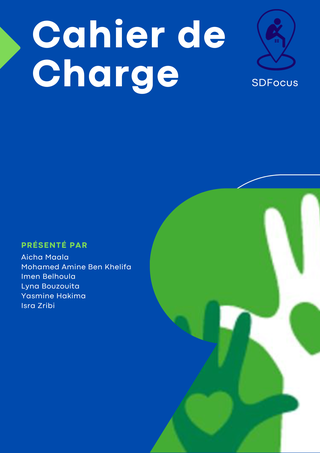 Cahier de
Charge
SDFocus
PRÉSENTÉ PAR
Aicha Maala
Mohamed Amine Ben Khelifa
Imen Belhoula
Lyna Bouzouita
Yasmine Hakima
Isra Zribi